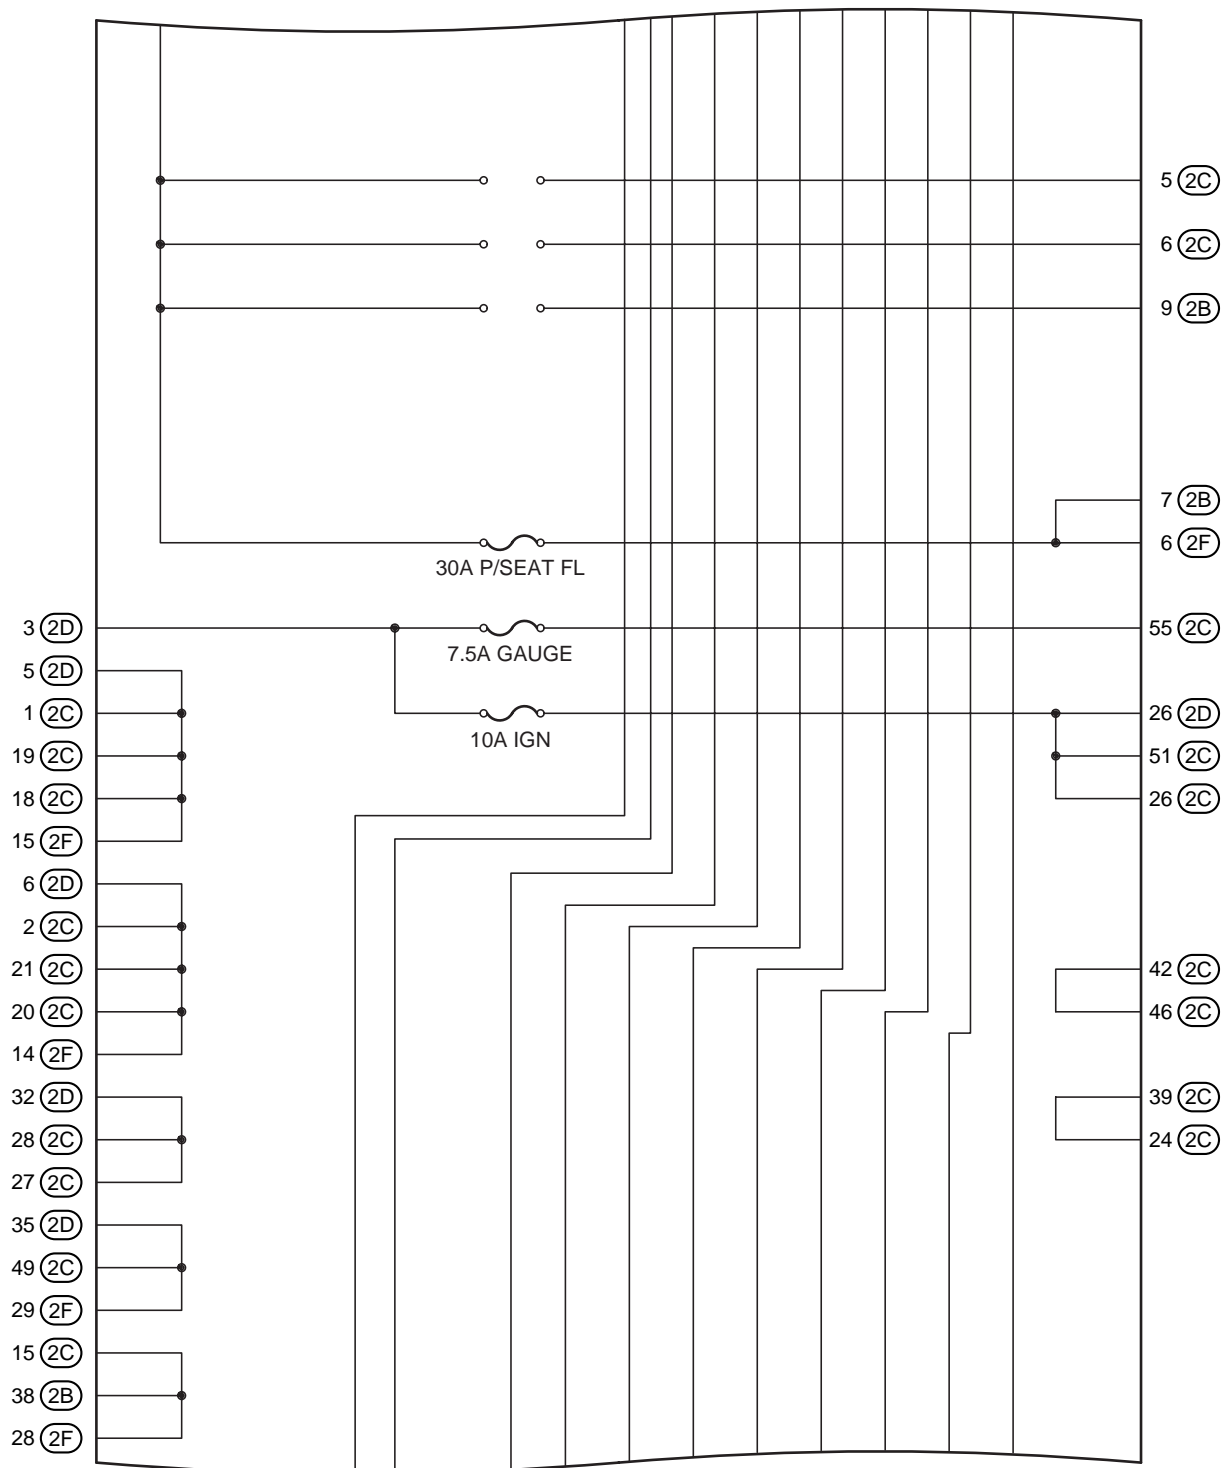 5 2C
6 2C
9 2B
7 2B
6 2F
30A P/SEAT FL
3 2D
55 2C
7.5A GAUGE
5 2D
1 2C
26 2D
10A IGN
19 2C
51 2C
18 2C
26 2C
15 2F
6 2D
2 2C
21 2C
42 2C
20 2C
46 2C
14 2F
32 2D
39 2C
28 2C
24 2C
27 2C
35 2D
49 2C
29 2F
15 2C
38 2B
28 2F